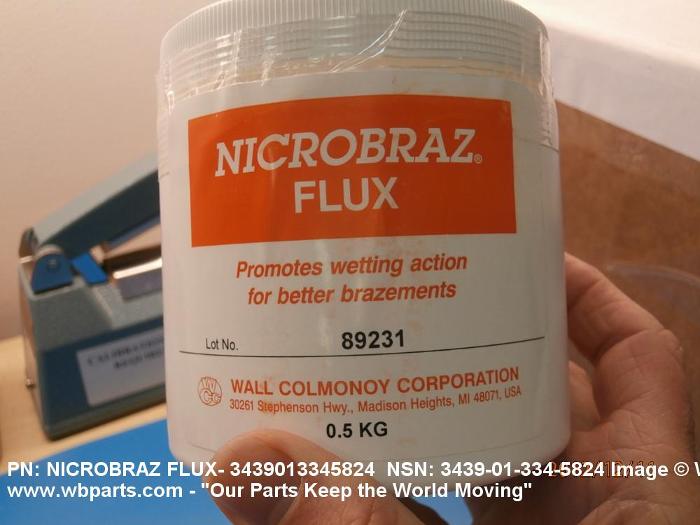 NICROBRAZ®
FLUX
Promotes wetting action
for better brazements
Lot No. 89231
WALL COLMONOY CORPORATION
30261 Stephenson Hwy., Madison Heights, MI 48071, USA
0.5 KG
CALIBRATION
PN: NICROBRAZ FLUX- 3439013345824 NSN: 3439-01-334-5824 Image © W
www.wbparts.com - "Our Parts Keep the World Moving"